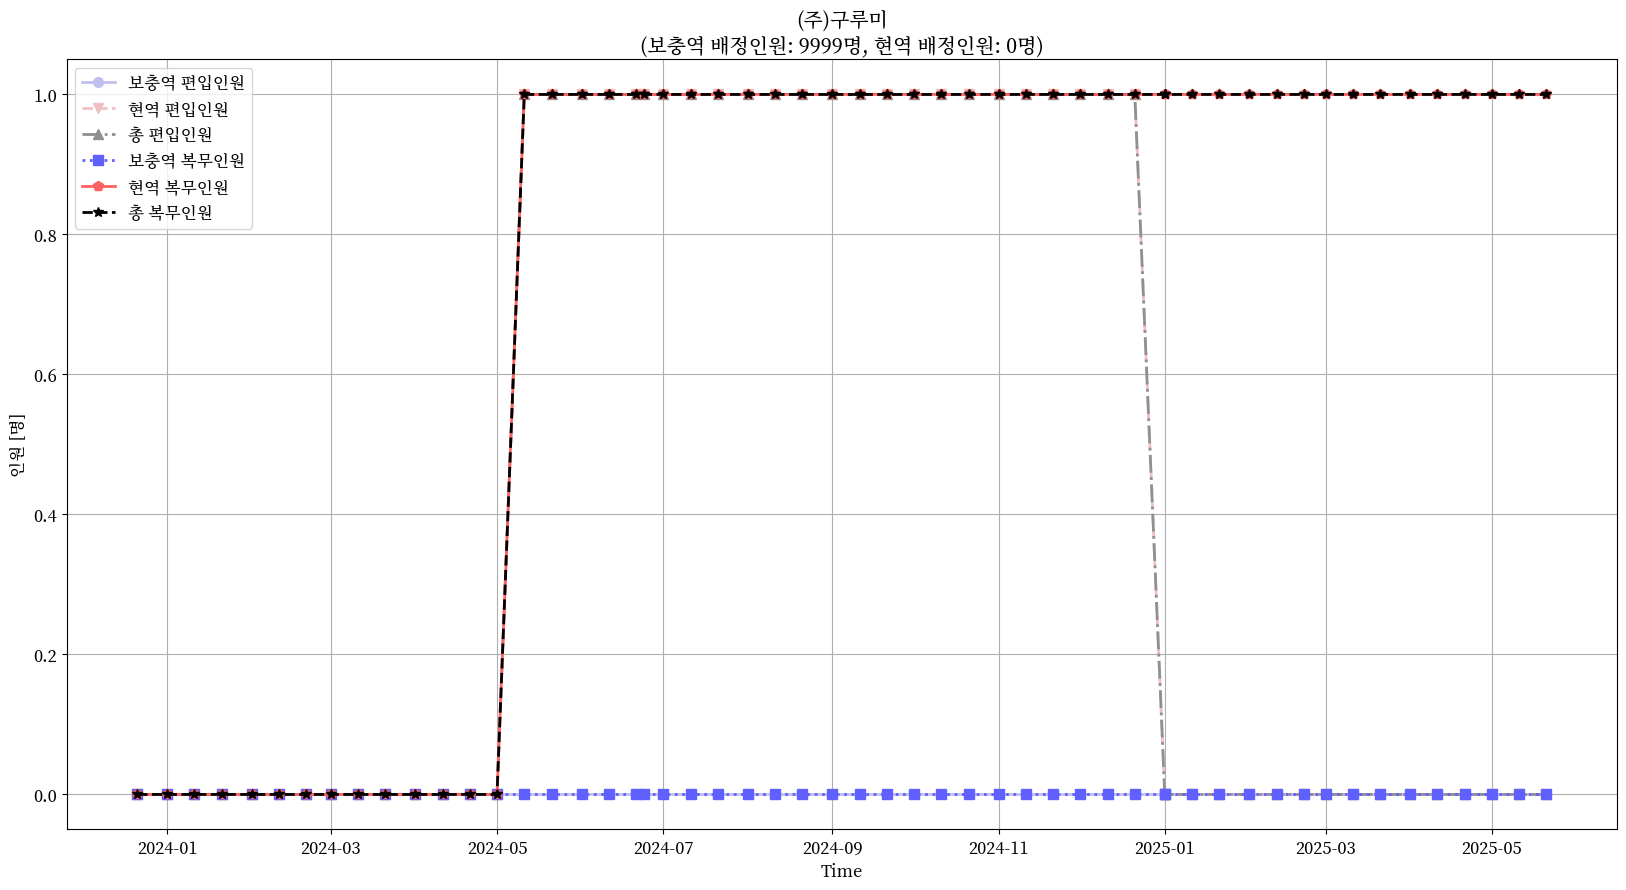 (주)구루미
(보충역 배정인원: 9999명, 현역 배정인원: 0명)
보충역 편입인원
현역 편입인원
총 편입인원
보충역 복무인원
현역 복무인원
총 복무인원
1.0
0.8
0.6
0.4
0.2
0.0
인원 [명]
2024-01
2024-03
2024-05
2024-07
2024-09
2024-11
2025-01
2025-03
2025-05
Time